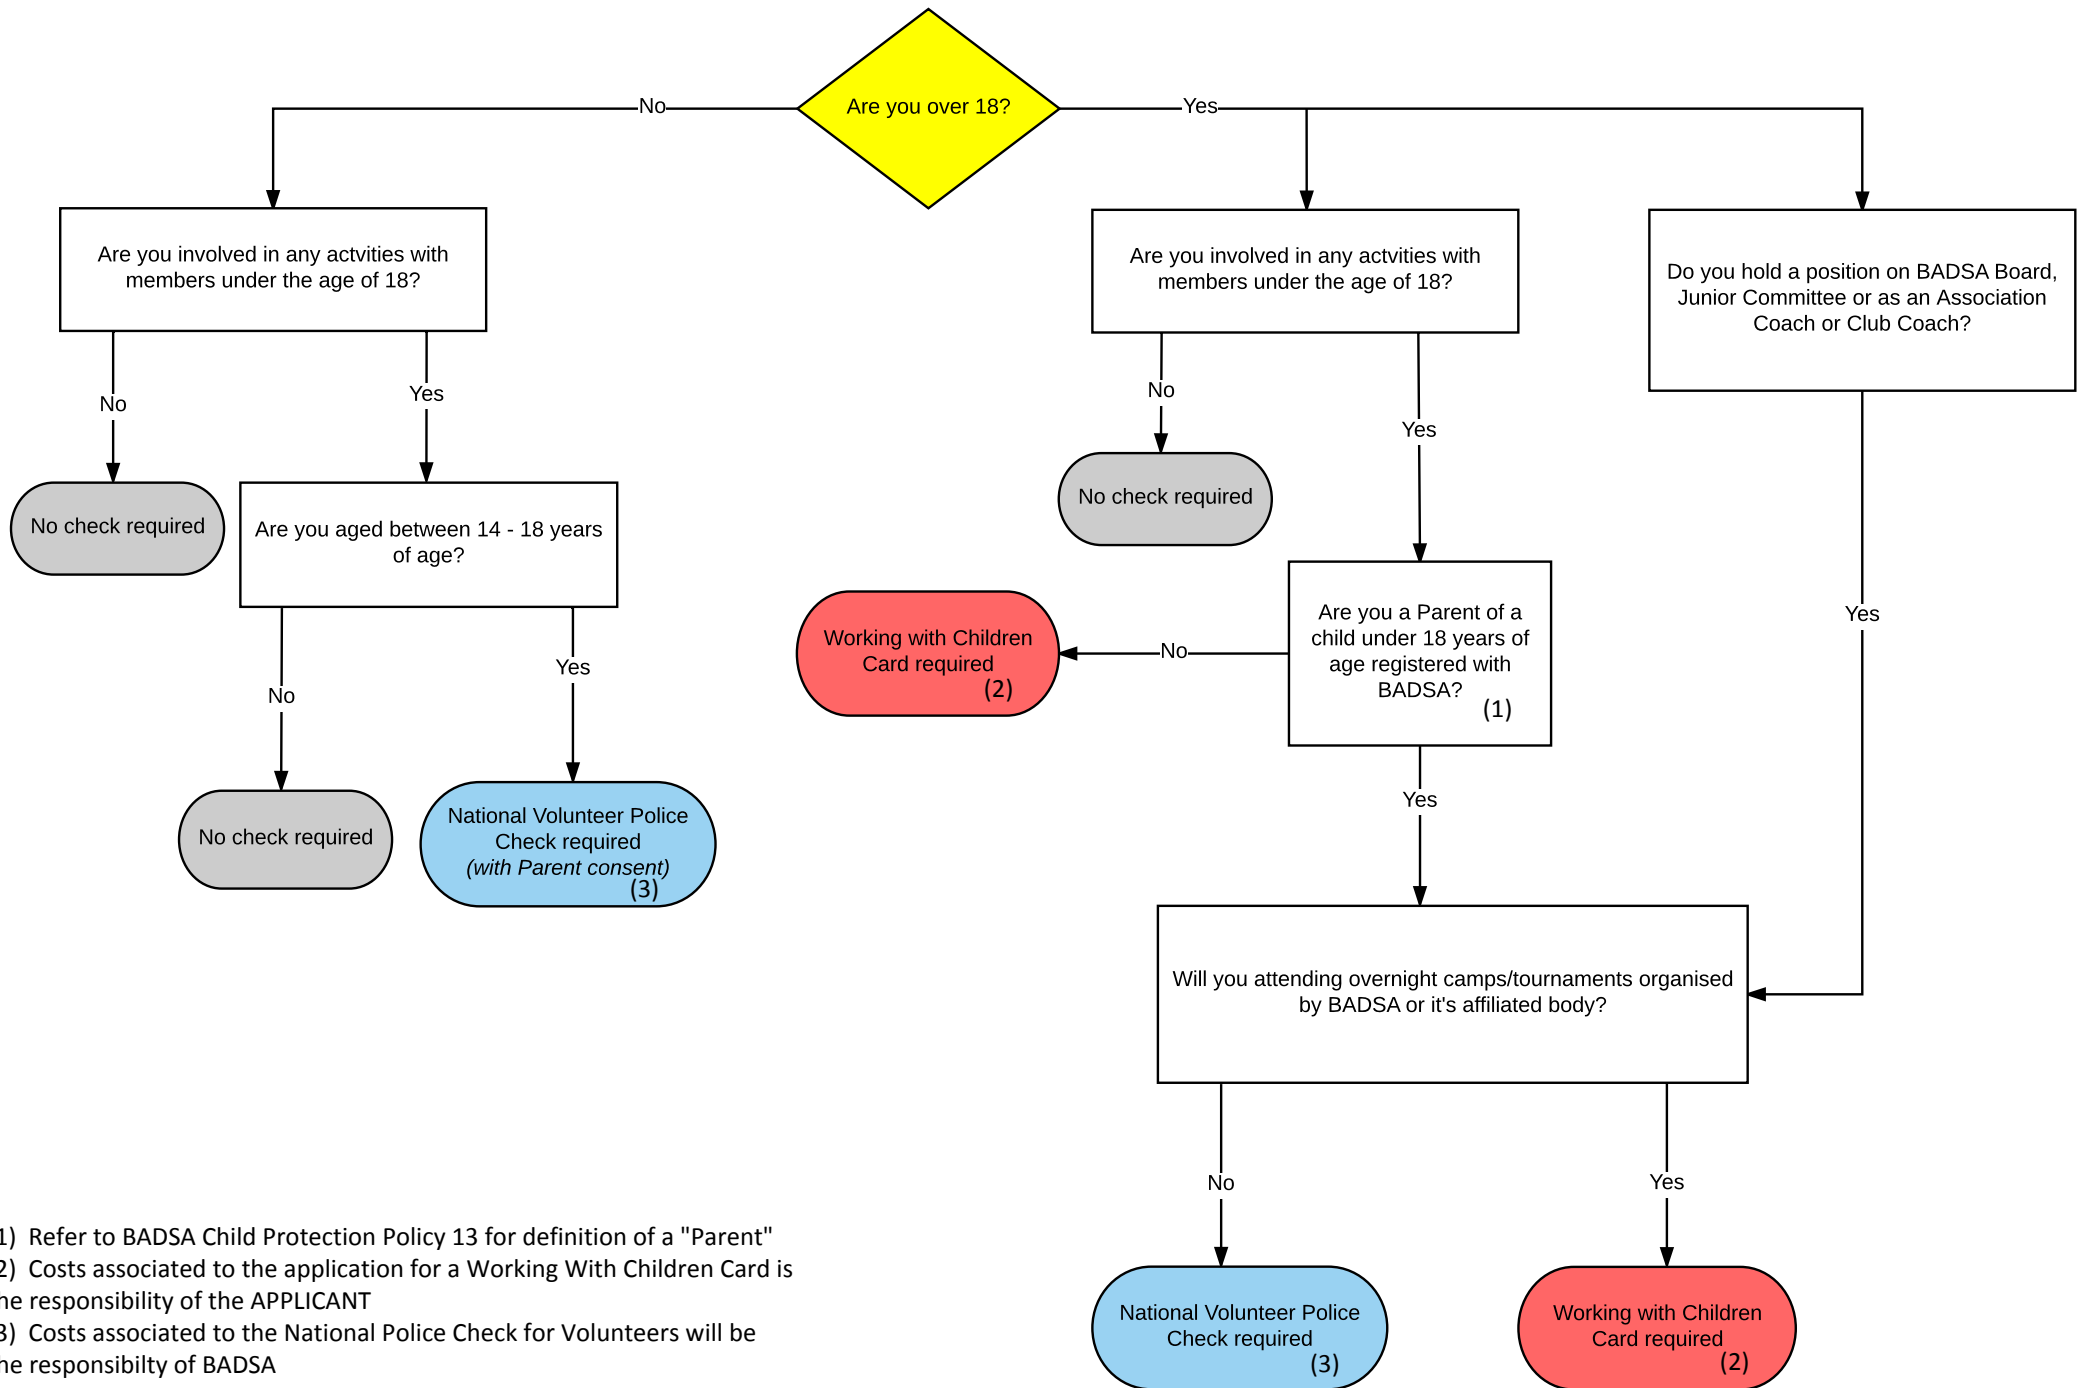 Are you over 18?
No
Yes
Are you involved in any actvities with
members under the age of 18?
Are you involved in any actvities with
members under the age of 18?
Do you hold a position on BADSA Board,
Junior Committee or as an Association
Coach or Club Coach?
No
Yes
No
Yes
No check required
Are you aged between 14 - 18 years
of age?
No check required
Working with Children
Card required
(2)
No
Are you a Parent of a
child under 18 years of
age registered with
BADSA?
(1)
Yes
No
Yes
Yes
No check required
National Volunteer Police
Check required
(with Parent consent)
(3)
Will you attending overnight camps/tournaments organised
by BADSA or it's affiliated body?
No
Yes
National Volunteer Police
Check required
(3)
Working with Children
Card required
(2)
1) Refer to BADSA Child Protection Policy 13 for definition of a "Parent"
2) Costs associated to the application for a Working With Children Card is
he responsibility of the APPLICANT
3) Costs associated to the National Police Check for Volunteers will be
he responsibilty of BADSA